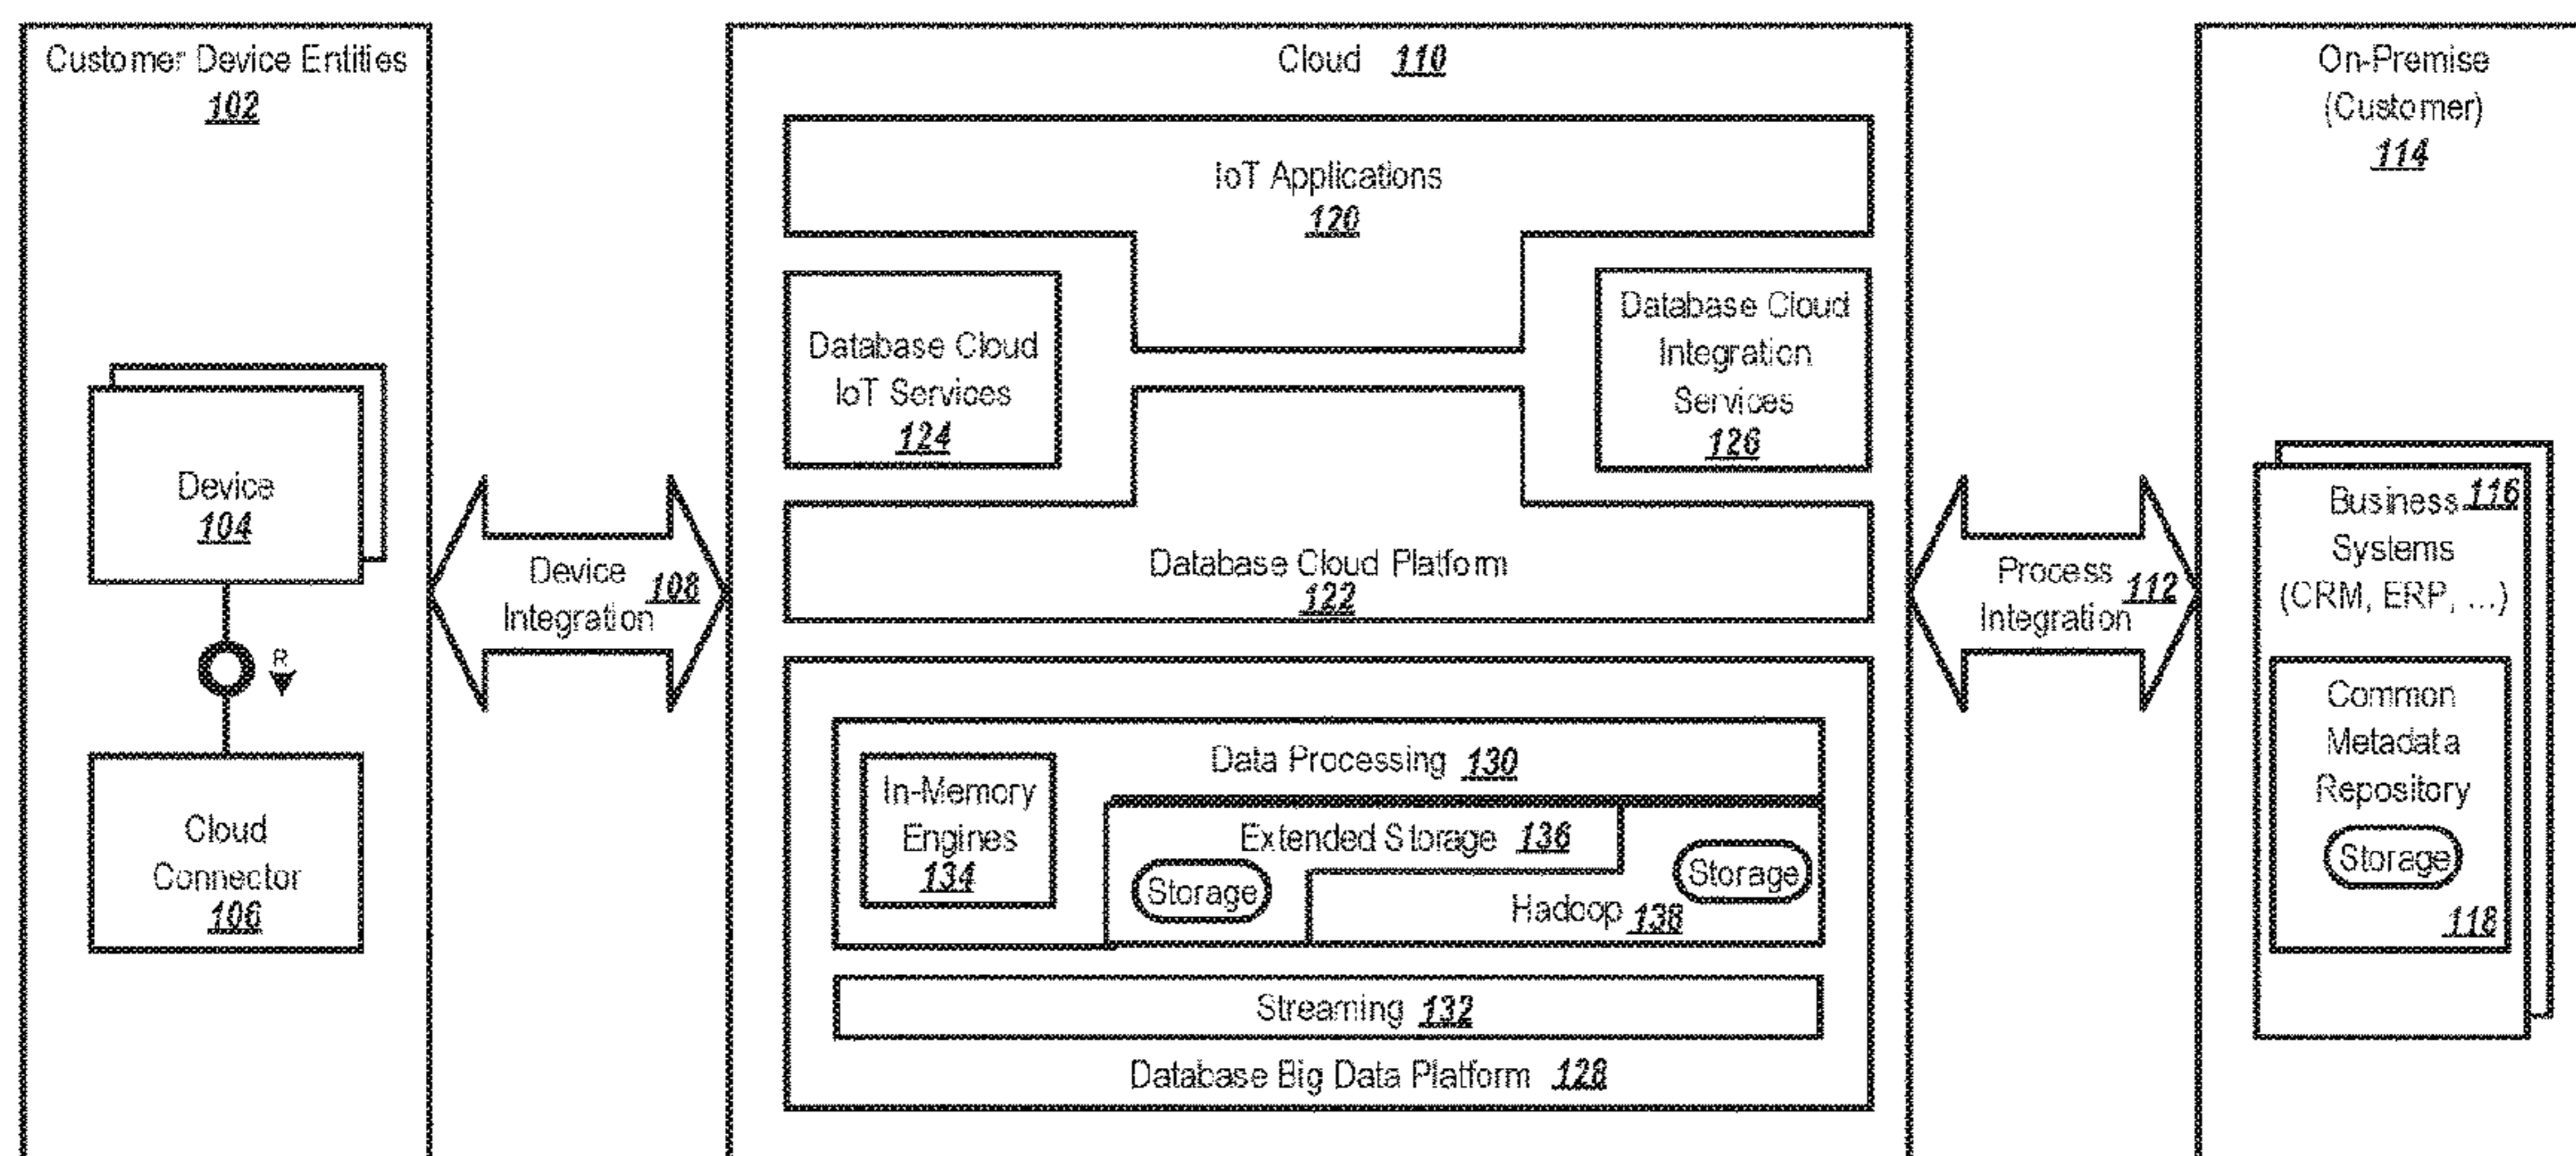 Customer Device Entities
102
Device
104
R
Cloud
Connector
106
Device
Integration
108
Cloud 110
IoT Applications
120
Database Cloud
IoT Services
124
Database Cloud
Integration
Services
126
Database Cloud Platform
122
Data Processing 130
In-Memory
Engines
134
Extended Storage 136
Storage
Storage
Hadoop 138
Streaming 132
Database Big Data Platform 128
Process
Integration
112
On-Premise
(Customer)
114
Business 116
Systems
(CRM, ERP, ...)
Common
Metadata
Repository
Storage
118